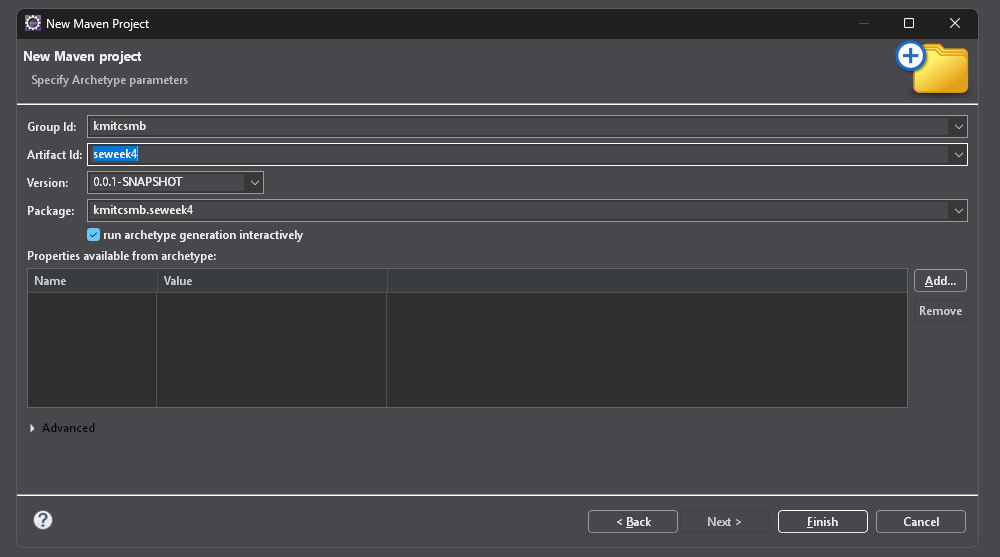 New Maven Project
New Maven project
Specify Archetype parameters
Group Id: kmitcsmb
Artifact Id: seweek4
Version: 0.0.1-SNAPSHOT
Package: kmitcsmb.seweek4
run archetype generation interactively
Properties available from archetype:
Name Value
Add...
Remove
Advanced
? < Back Next > Finish Cancel